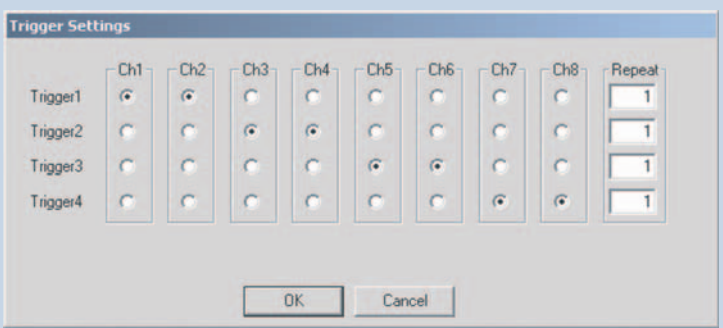 Trigger Settings
Ch1 Ch2 Ch3 Ch4 Ch5 Ch6 Ch7 Ch8 Repeat
Trigger1 1
Trigger2 1
Trigger3 1
Trigger4 1
OK Cancel